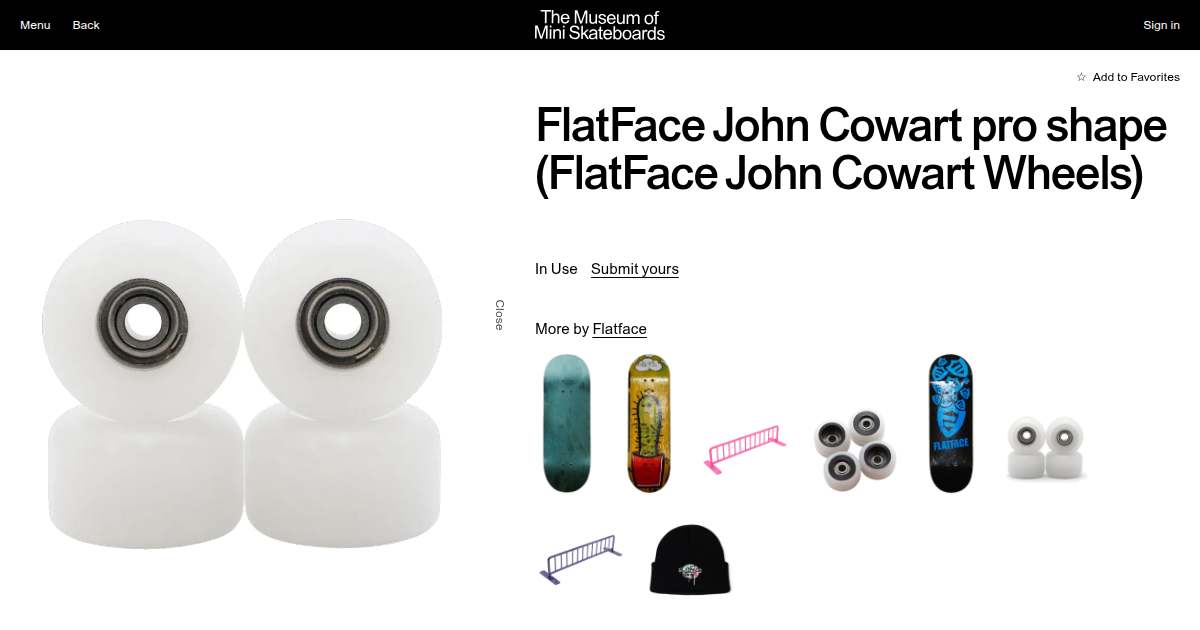 Menu
Back
The Museum of
Mini Skateboards
Sign in
☆ Add to Favorites
FlatFace John Cowart pro shape
(FlatFace John Cowart Wheels)
In Use Submit yours
Close
More by Flatface
FLATFACE